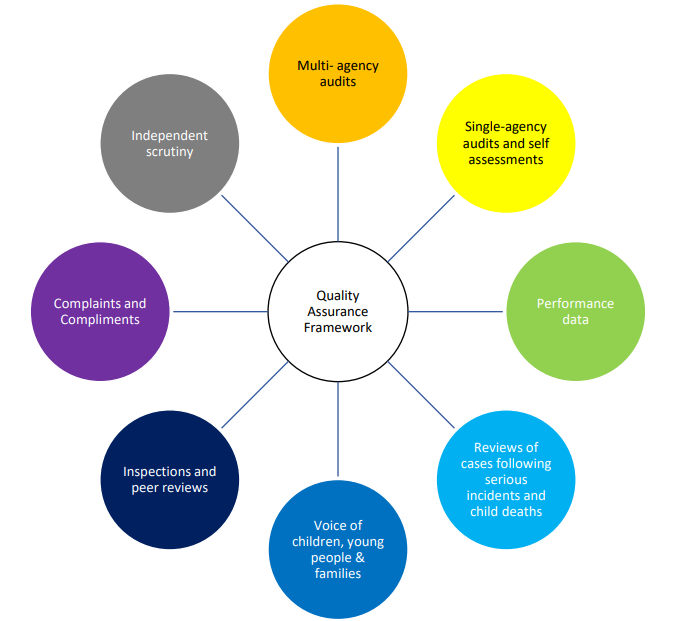 Multi- agency
audits
Single-agency
audits and self
assessments
Performance
data
Reviews of
cases following
serious
incidents and
child deaths
Voice of
children, young
people &
families
Inspections and
peer reviews
Complaints and
Compliments
Independent
scrutiny
Quality
Assurance
Framework